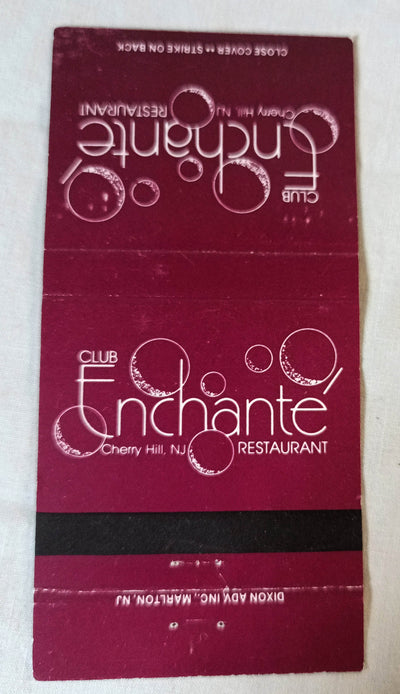 CLOSE COVER ** STRIKE ON BACK
CLUB
Enchanté
Cherry Hill, NJ RESTAURANT
CLUB
Enchanté
Cherry Hill, NJ RESTAURANT
DIXON ADV. INC., MARLTON, NJ